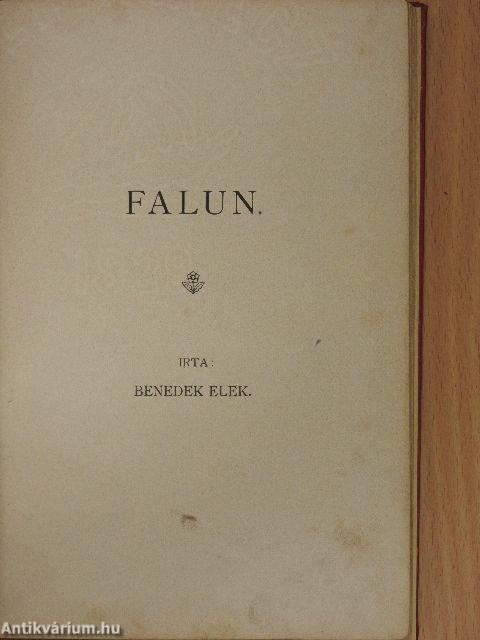 FALUN.
IRTA:
BENEDEK ELEK.
Antikvárium.hu